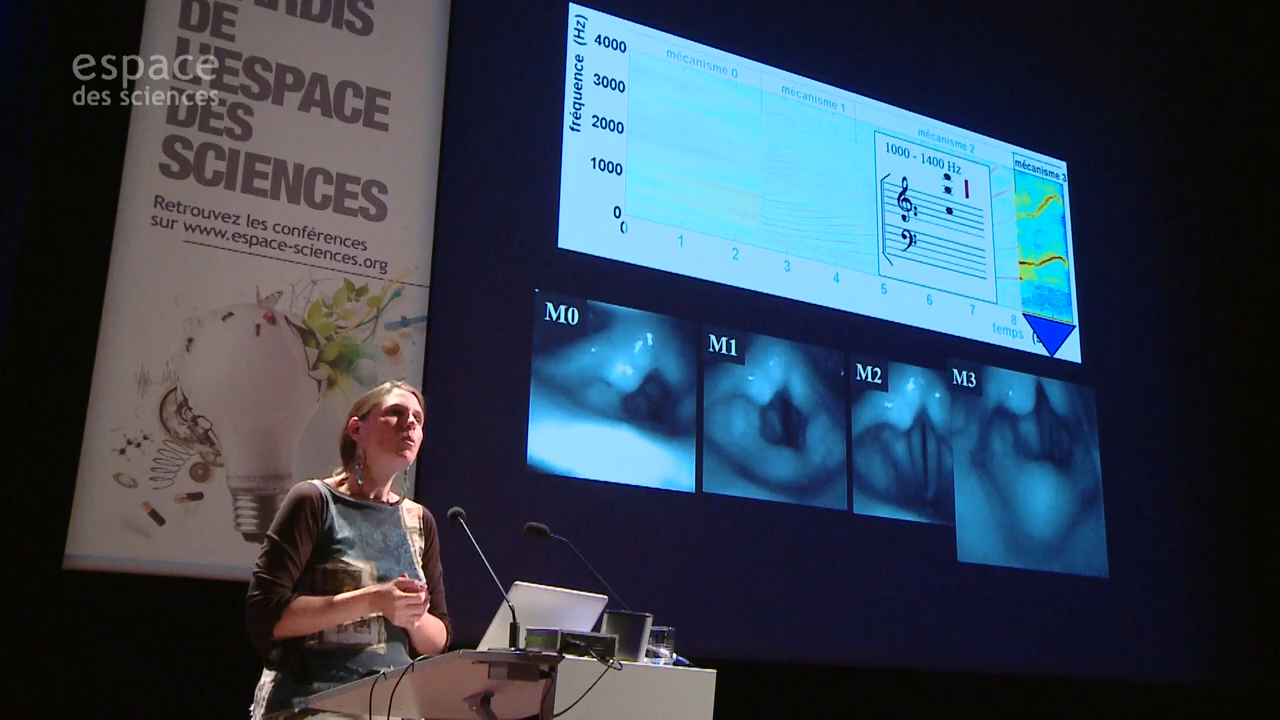 espace
des sciences
DE
L'ESPACE
DES
SCIENCES
Retrouvez les conférences
sur www.espace-sciences.org
fréquence (Hz)
4000
3000
2000
1000
0
mécanisme 0
mécanisme 1
mécanisme 2
mécanisme 3
1000 - 1400 Hz
0 1 2 3 4 5 6 7 8
temps
M0
M1
M2
M3